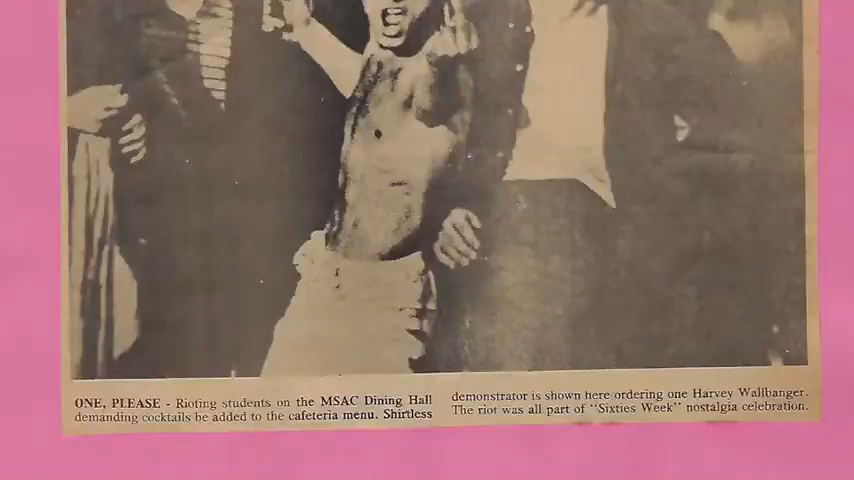 ONE, PLEASE - Rioting students on the MSAC Dining Hall
demanding cocktails be added to the cafeteria menu. Shirtless
demonstrator is shown here ordering one Harvey Wallbanger.
The riot was all part of "Sixties Week" nostalgia celebration.